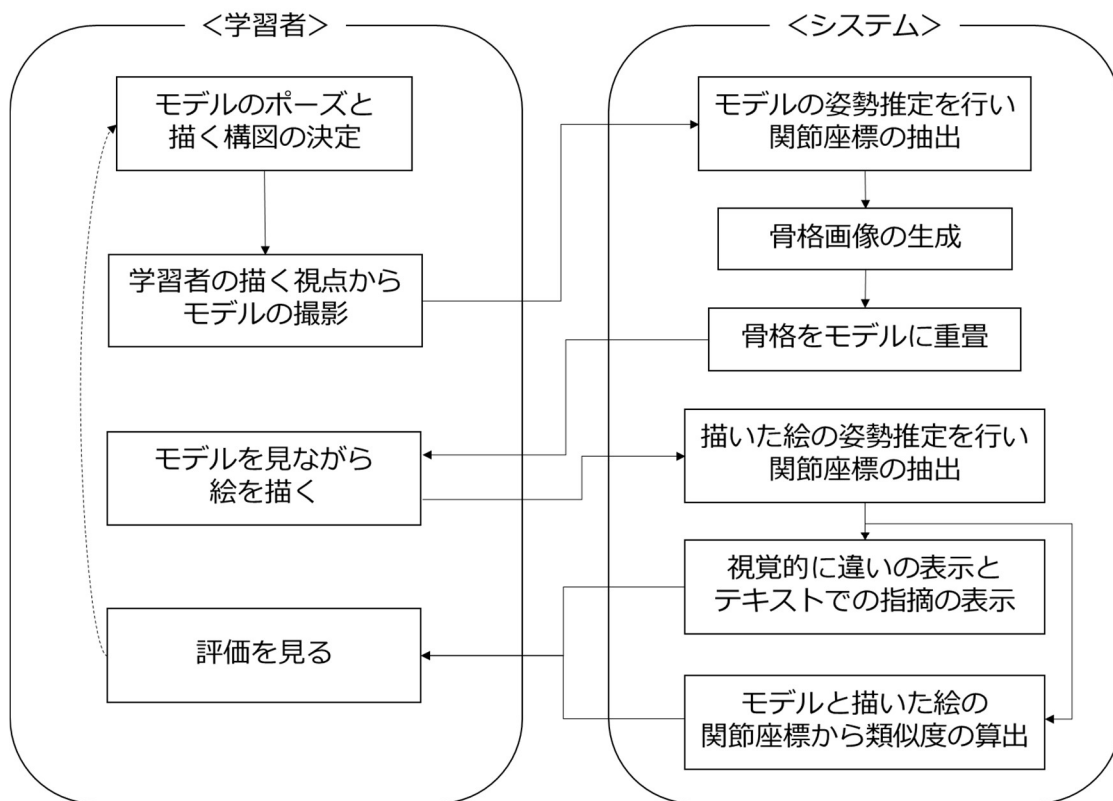 <学習者>
モデルのポーズと
描く構図の決定
学習者の描く視点から
モデルの撮影
モデルを見ながら
絵を描く
評価を見る
<システム>
モデルの姿勢推定を行い
関節座標の抽出
骨格画像の生成
骨格をモデルに重畳
描いた絵の姿勢推定を行い
関節座標の抽出
視覚的に違いの表示と
テキストでの指摘の表示
モデルと描いた絵の
関節座標から類似度の算出